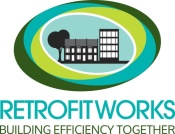 RETROFITWORKS
BUILDING EFFICIENCY TOGETHER